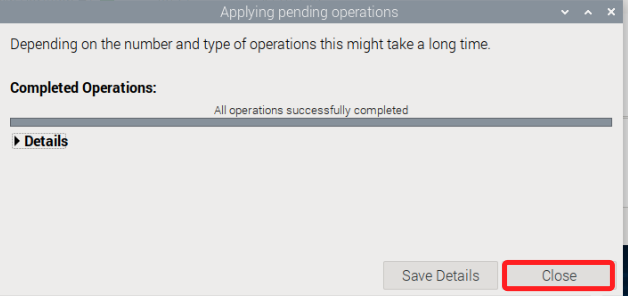 Applying pending operations
Depending on the number and type of operations this might take a long time.
Completed Operations:
All operations successfully completed
Details
Save Details
Close